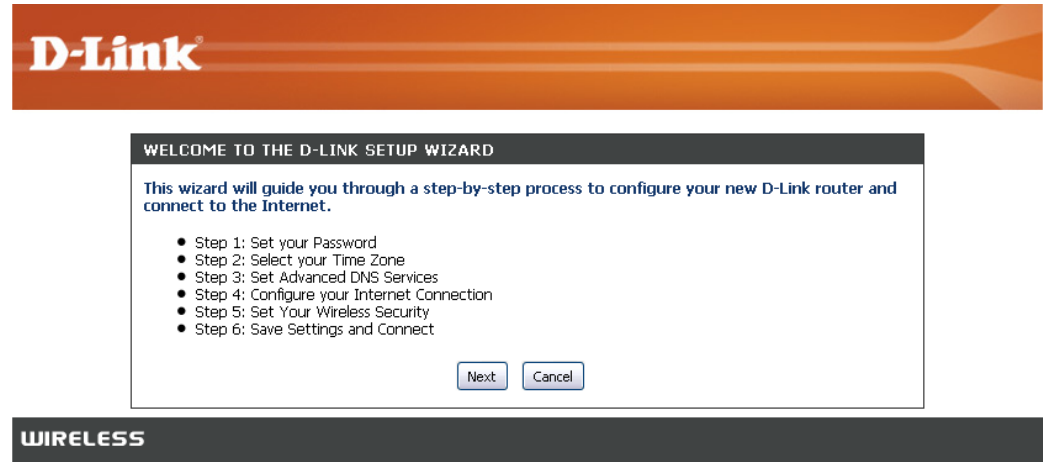 D-Link®
WELCOME TO THE D-LINK SETUP WIZARD
This wizard will guide you through a step-by-step process to configure your new D-Link router and
connect to the Internet.
• Step 1: Set your Password
• Step 2: Select your Time Zone
• Step 3: Set Advanced DNS Services
• Step 4: Configure your Internet Connection
• Step 5: Set Your Wireless Security
• Step 6: Save Settings and Connect
Next Cancel
WIRELESS